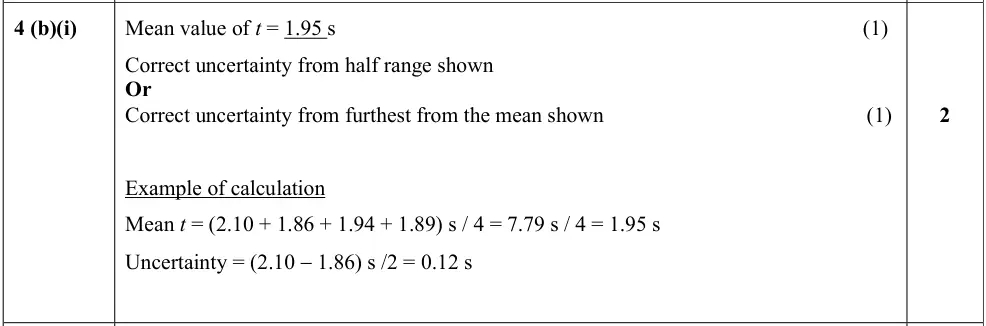 4 (b)(i)
Mean value of t = 1.95 s (1)
Correct uncertainty from half range shown
Or
Correct uncertainty from furthest from the mean shown (1) 2
Example of calculation
Mean t = (2.10 + 1.86 + 1.94 + 1.89) s / 4 = 7.79 s / 4 = 1.95 s
Uncertainty = (2.10 − 1.86) s /2 = 0.12 s